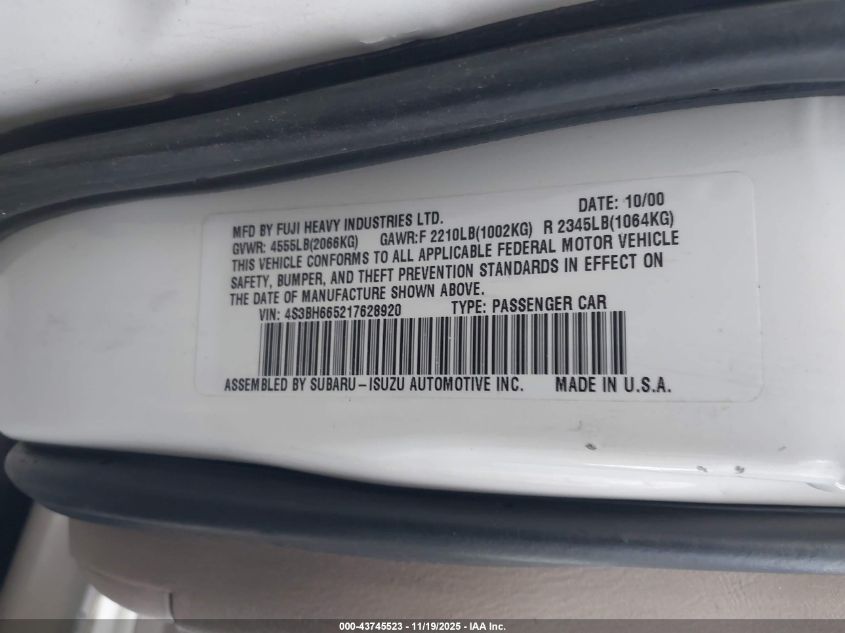 MFD BY FUJI HEAVY INDUSTRIES LTD. DATE: 10/00
GVWR: 4555LB(2066KG) GAWR:F 2210LB(1002KG) R 2345LB(1064KG)
THIS VEHICLE CONFORMS TO ALL APPLICABLE FEDERAL MOTOR VEHICLE
SAFETY, BUMPER, AND THEFT PREVENTION STANDARDS IN EFFECT ON
THE DATE OF MANUFACTURE SHOWN ABOVE.
VIN: 4S3BH665217628920 TYPE: PASSENGER CAR
ASSEMBLED BY SUBARU-ISUZU AUTOMOTIVE INC. MADE IN U.S.A.
000-43745523 - 11/19/2025 - IAA Inc.